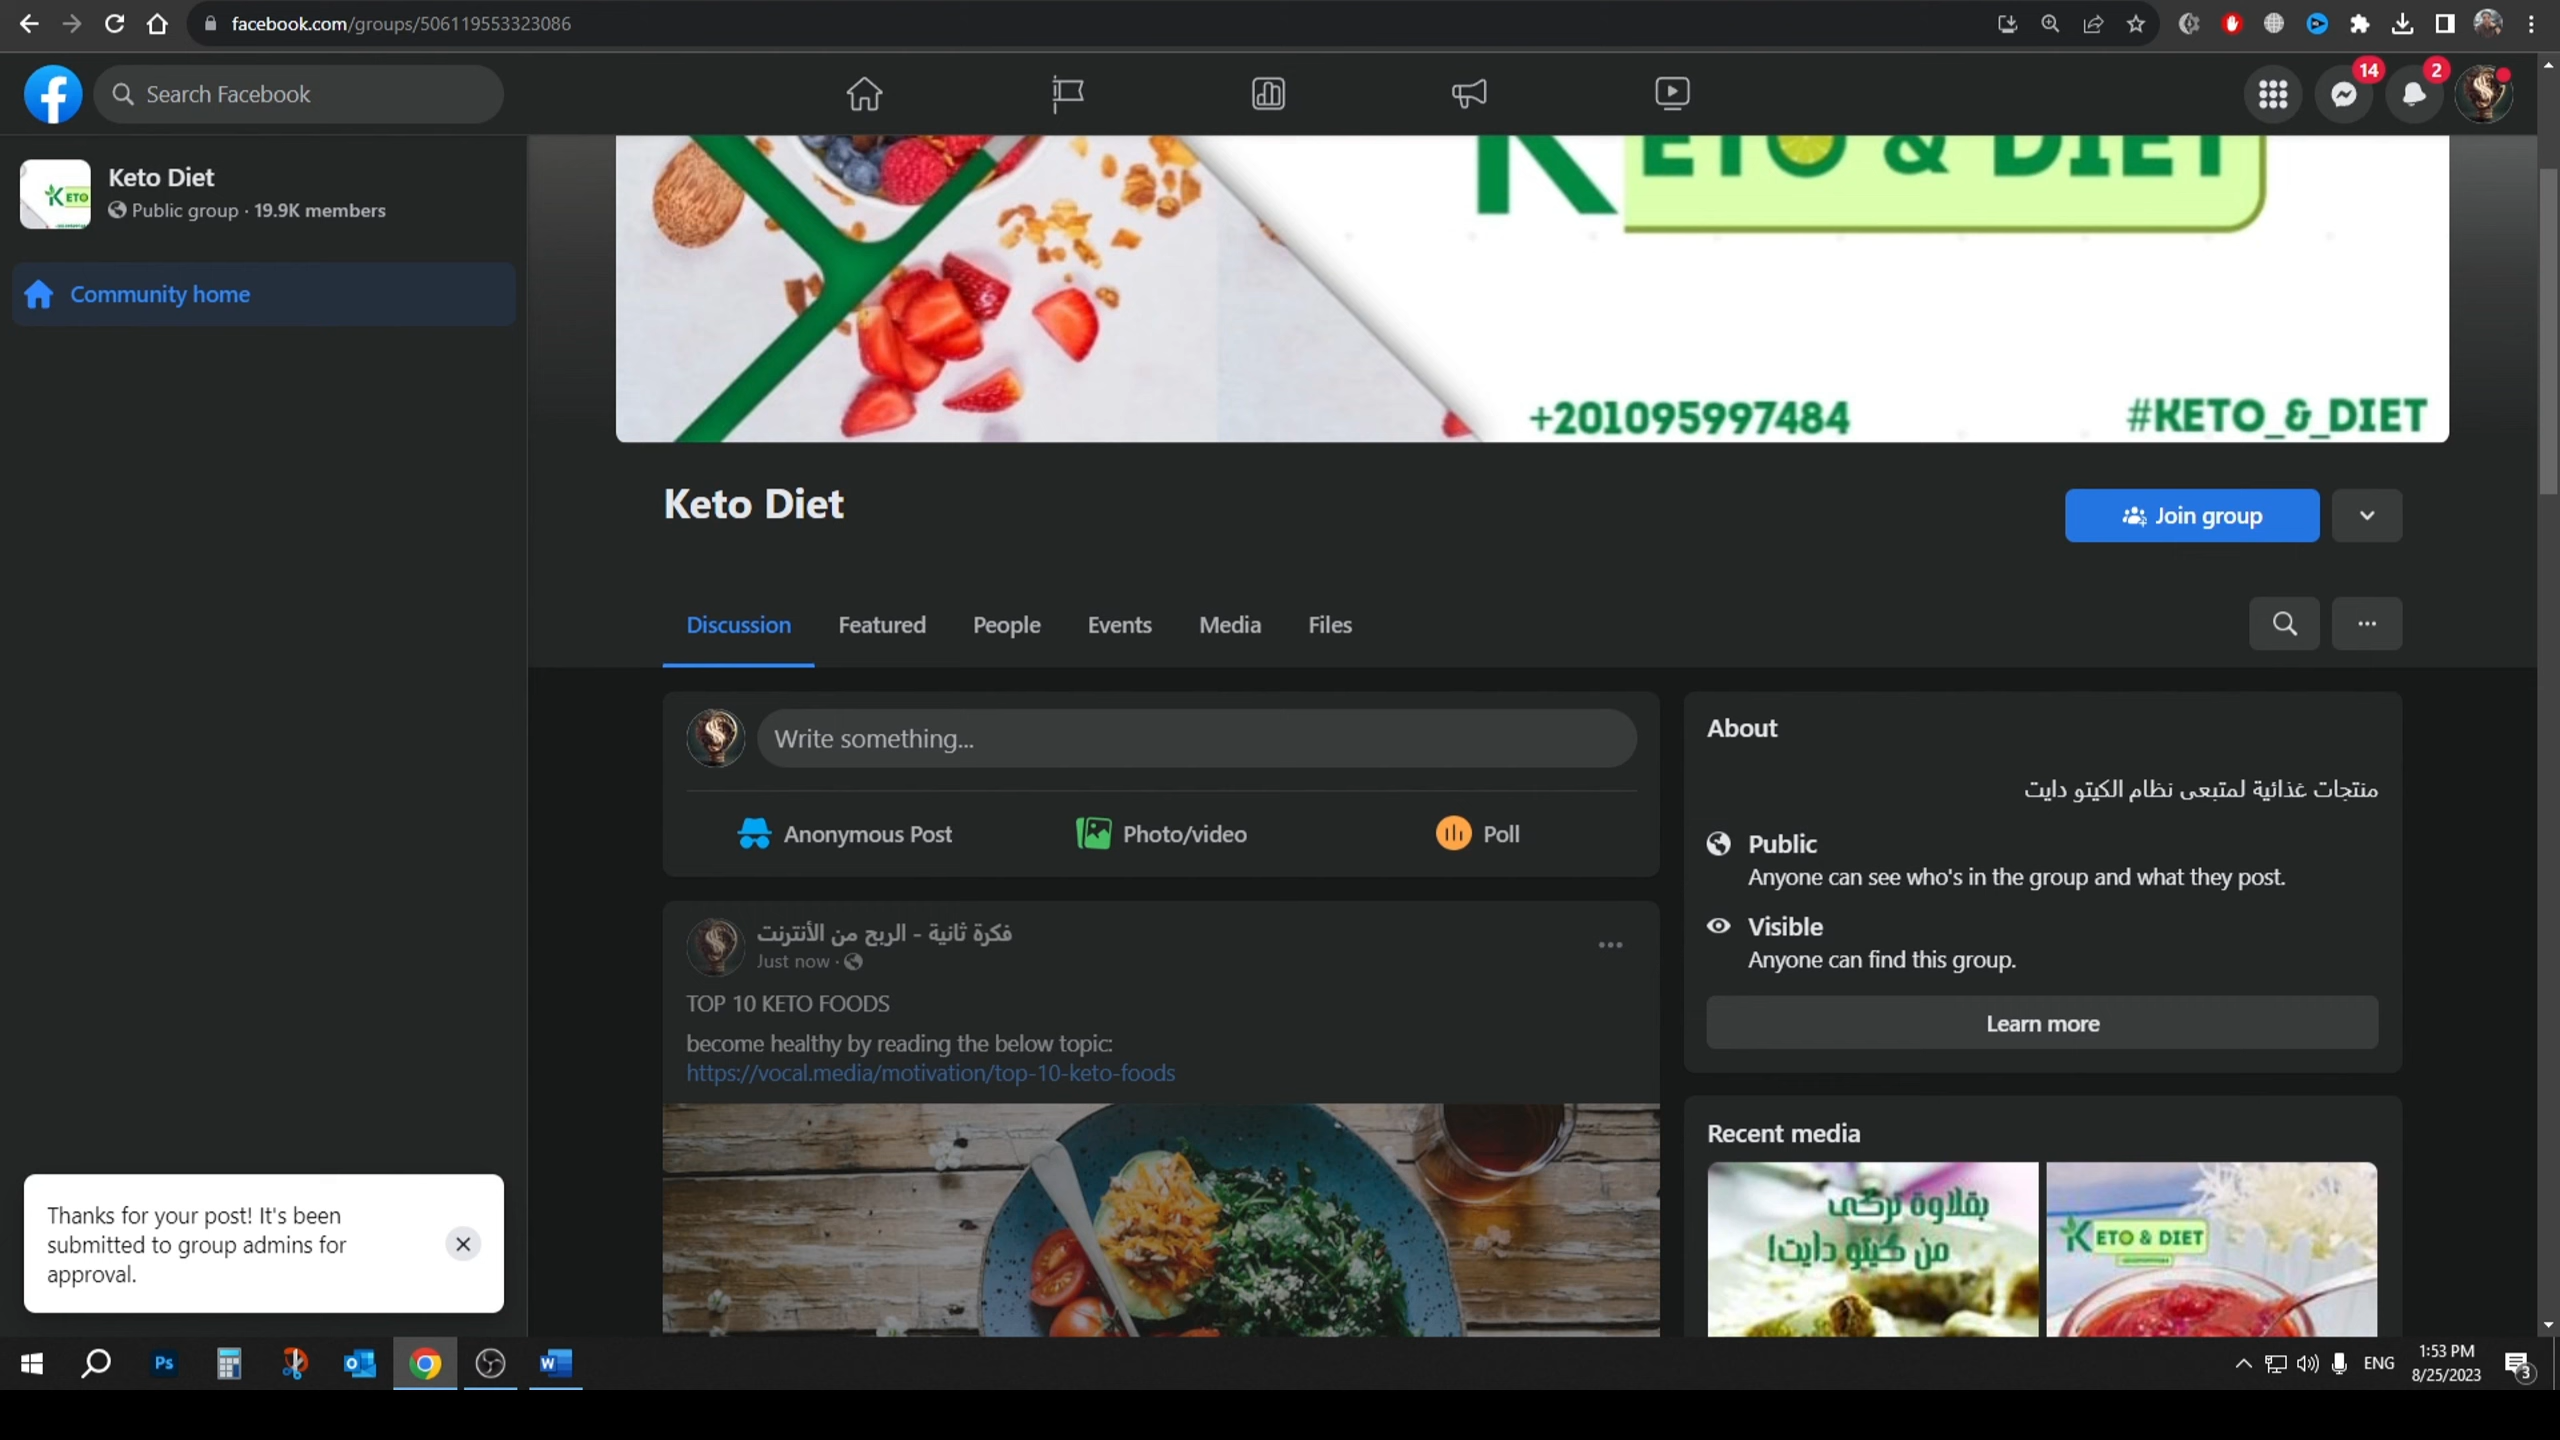 facebook.com/groups/506119553323086
Search Facebook
14
2
Keto Diet
Public group · 19.9K members
KETO
Community home
KETO & DIET
+201095997484
#KETO_&_DIET
Keto Diet
Join group
Discussion
Featured
People
Events
Media
Files
Write something...
Anonymous Post
Photo/video
Poll
فكرة ثانية - الربح من الأنترنت
Just now ·
TOP 10 KETO FOODS
become healthy by reading the below topic:
https://vocal.media/motivation/top-10-keto-foods
About
منتجات غذائية لمتبعى نظام الكيتو دايت
Public
Anyone can see who's in the group and what they post.
Visible
Anyone can find this group.
Learn more
Recent media
بقلاوة تركى
من كيتو دايت!
KETO & DIET
Thanks for your post! It's been
submitted to group admins for
approval.
Ps
ENG
1:53 PM
8/25/2023
3